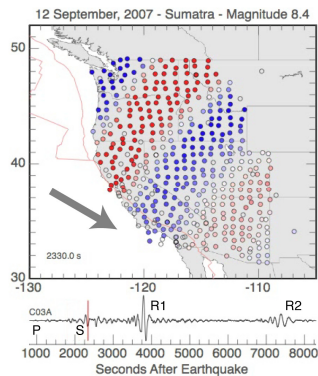 12 September, 2007 - Sumatra - Magnitude 8.4
50
40
30
2330.0 s
-130 -120 -110
C03A
P S R1 R2
1000 2000 3000 4000 5000 6000 7000 8000
Seconds After Earthquake